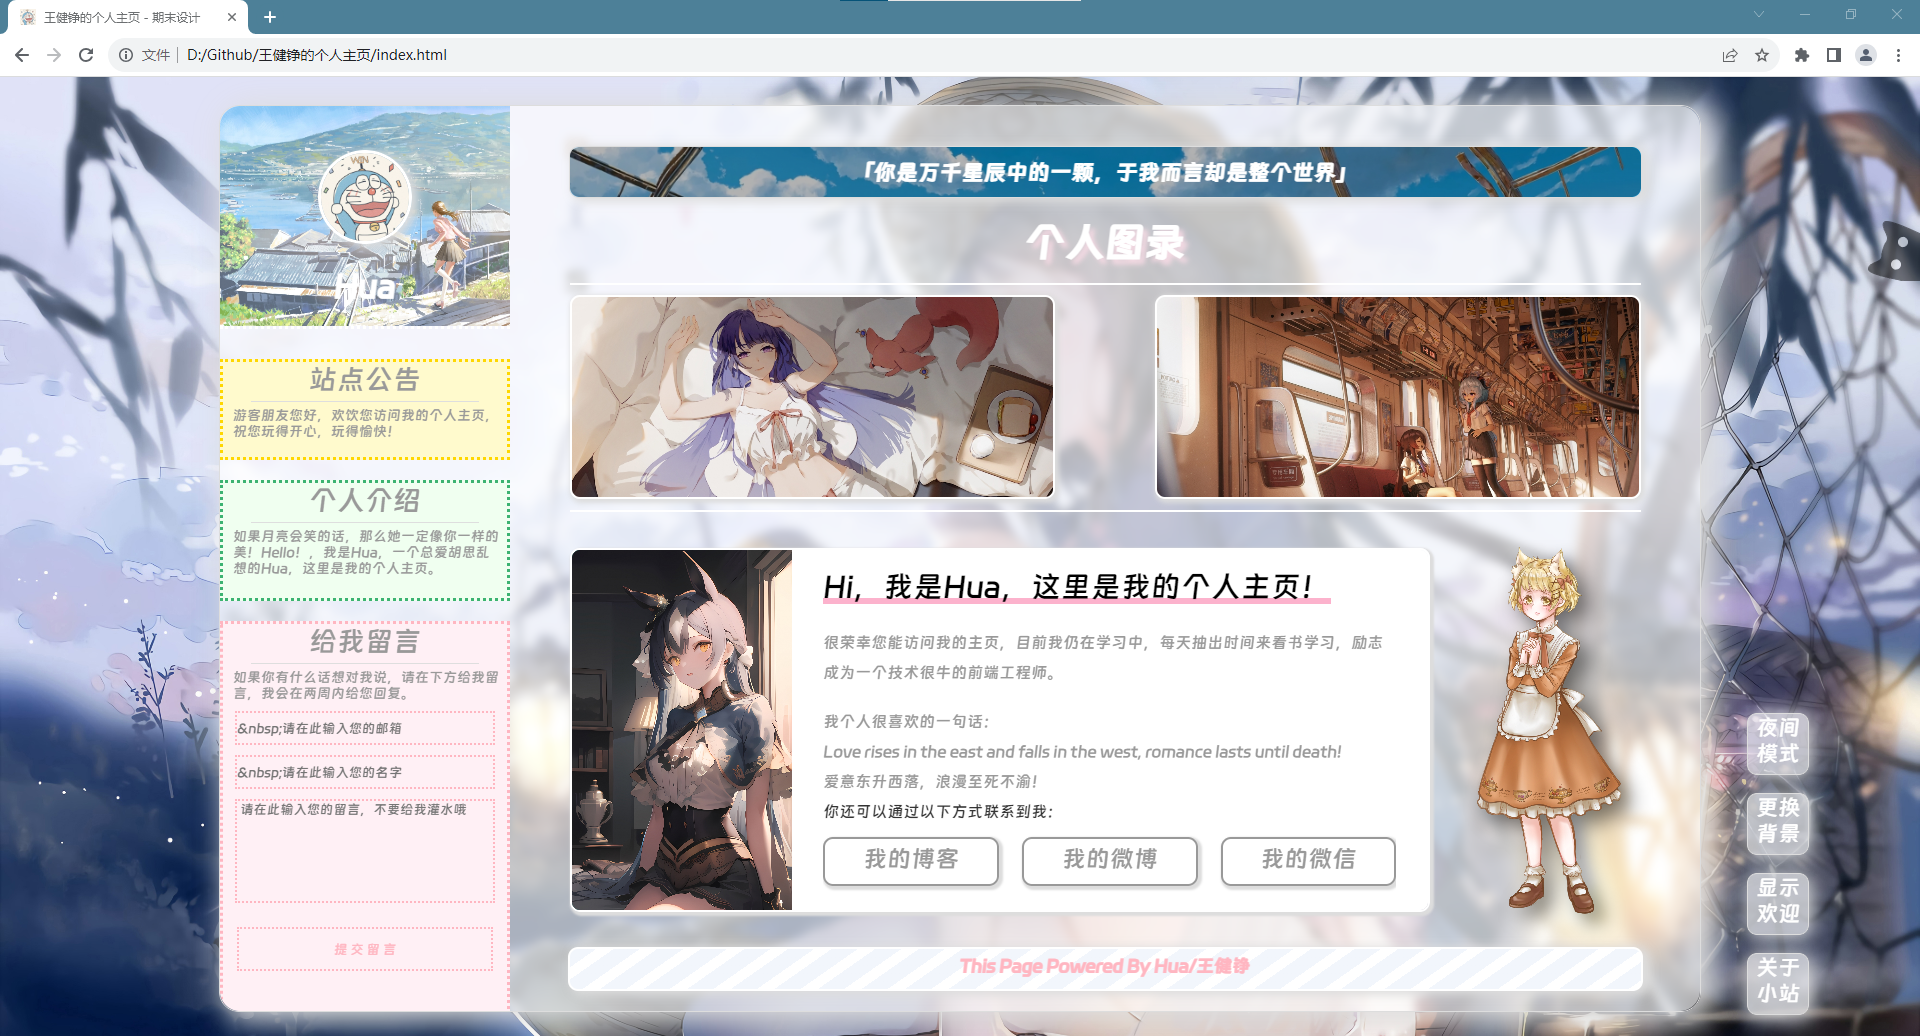 王健铮的个人主页 - 期末设计
文件 D:/Github/王健铮的个人主页/index.html
WIN
Hua
站点公告
游客朋友您好，欢饮您访问我的个人主页，
祝您玩得开心，玩得愉快！
个人介绍
如果月亮会笑的话，那么她一定像你一样的
美！Hello！，我是Hua，一个总爱胡思乱
想的Hua，这里是我的个人主页。
给我留言
如果你有什么话想对我说，请在下方给我留
言，我会在两周内给您回复。
&nbsp;请在此输入您的邮箱
&nbsp;请在此输入您的名字
请在此输入您的留言，不要给我灌水哦
提交留言
「你是万千星辰中的一颗，于我而言却是整个世界」
个人图录
Hi，我是Hua，这里是我的个人主页！
很荣幸您能访问我的主页，目前我仍在学习中，每天抽出时间来看书学习，励志
成为一个技术很牛的前端工程师。
我个人很喜欢的一句话：
Love rises in the east and falls in the west, romance lasts until death!
爱意东升西落，浪漫至死不渝！
你还可以通过以下方式联系到我：
我的博客
我的微博
我的微信
This Page Powered By Hua/王健铮
夜间
模式
更换
背景
显示
欢迎
关于
小站